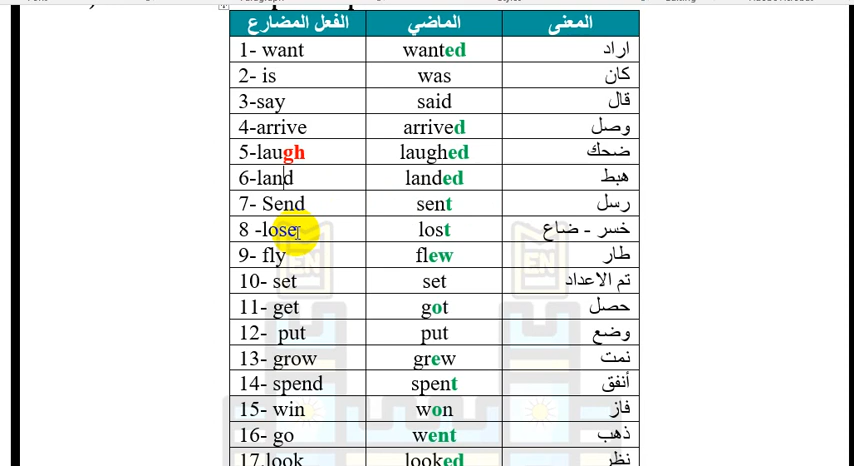 الفعل المضارع الماضي المعنى
1- want wanted اراد
2- is was كان
3-say said قال
4-arrive arrived وصل
5-laugh laughed ضحك
6-land landed هبط
7- Send sent رسل
8 -lose lost خسر - ضاع
9- fly flew طار
10- set set تم الاعداد
11- get got حصل
12- put put وضع
13- grow grew نمت
14- spend spent أنفق
15- win won فاز
16- go went ذهب
17.look looked نظر
EN EN